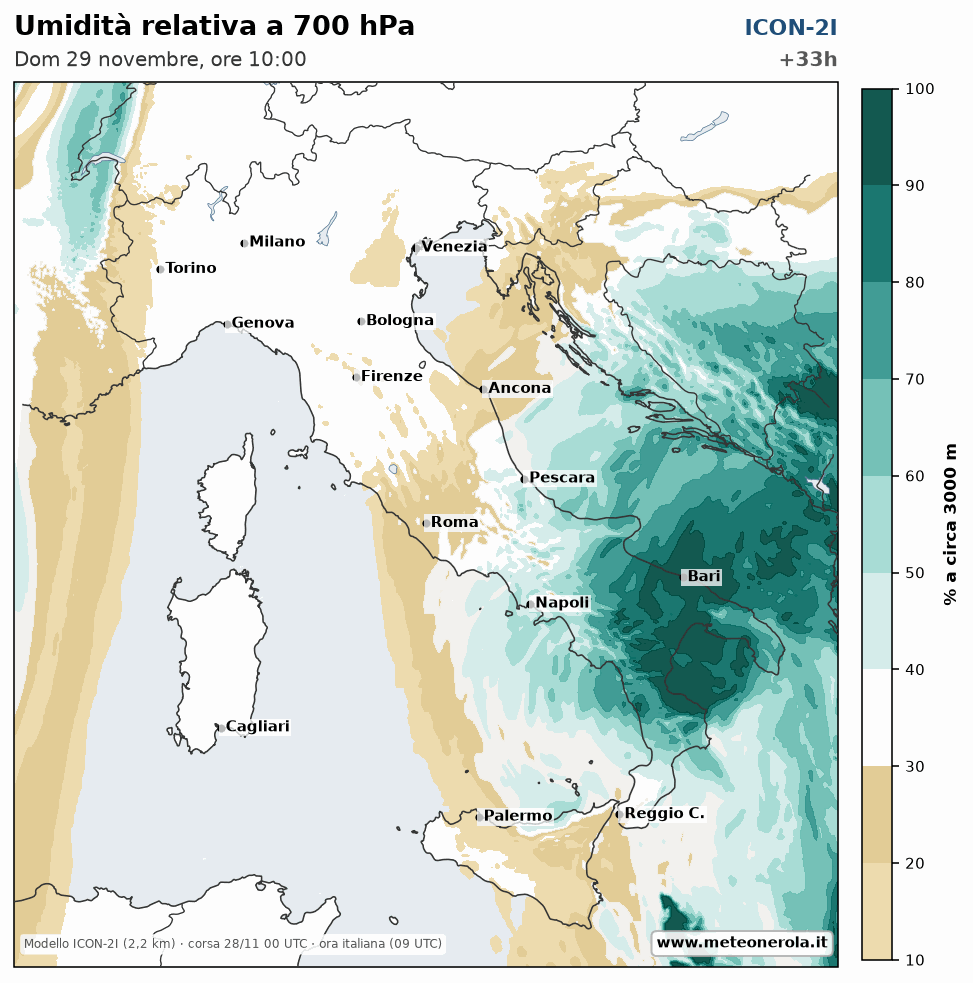 Umidità relativa a 700 hPa
ICON-2I
Dom 29 novembre, ore 10:00
+33h
100
90
80
70
60
50
40
30
20
10
% a circa 3000 m
Milano
Venezia
Torino
Genova
Bologna
Firenze
Ancona
Pescara
Roma
Bari
Napoli
Cagliari
Palermo
Reggio C.
Modello ICON-2I (2,2 km) · corsa 28/11 00 UTC · ora italiana (09 UTC)
www.meteonerola.it